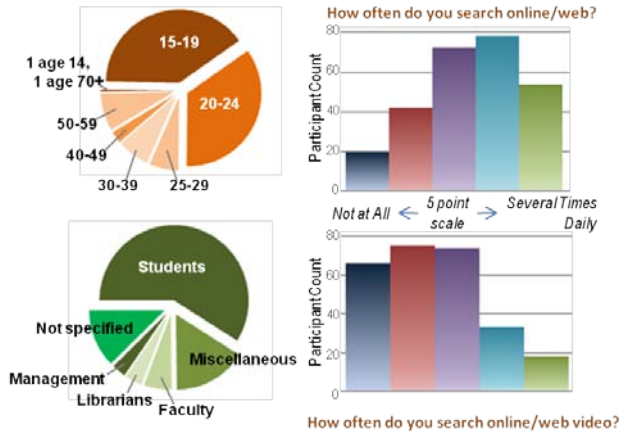 15-19
1 age 14,
1 age 70+
20-24
50-59
40-49
30-39
25-29
How often do you search online/web?
Participant Count
80
60
40
20
0
Not at All
5 point
scale
Several Times
Daily
Students
Not specified
Miscellaneous
Management
Librarians
Faculty
Participant Count
80
60
40
20
0
How often do you search online/web video?